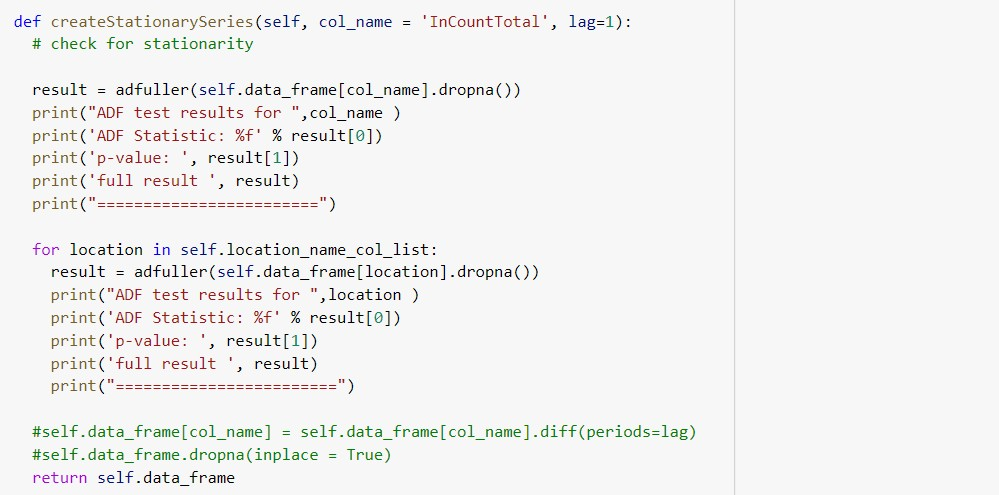 def createStationarySeries(self, col_name = 'InCountTotal', lag=1):
  # check for stationarity

  result = adfuller(self.data_frame[col_name].dropna())
  print("ADF test results for ",col_name )
  print('ADF Statistic: %f' % result[0])
  print('p-value: ', result[1])
  print('full result ', result)
  print("========================")

  for location in self.location_name_col_list:
    result = adfuller(self.data_frame[location].dropna())
    print("ADF test results for ",location )
    print('ADF Statistic: %f' % result[0])
    print('p-value: ', result[1])
    print('full result ', result)
    print("========================")

  #self.data_frame[col_name] = self.data_frame[col_name].diff(periods=lag)
  #self.data_frame.dropna(inplace = True)
  return self.data_frame